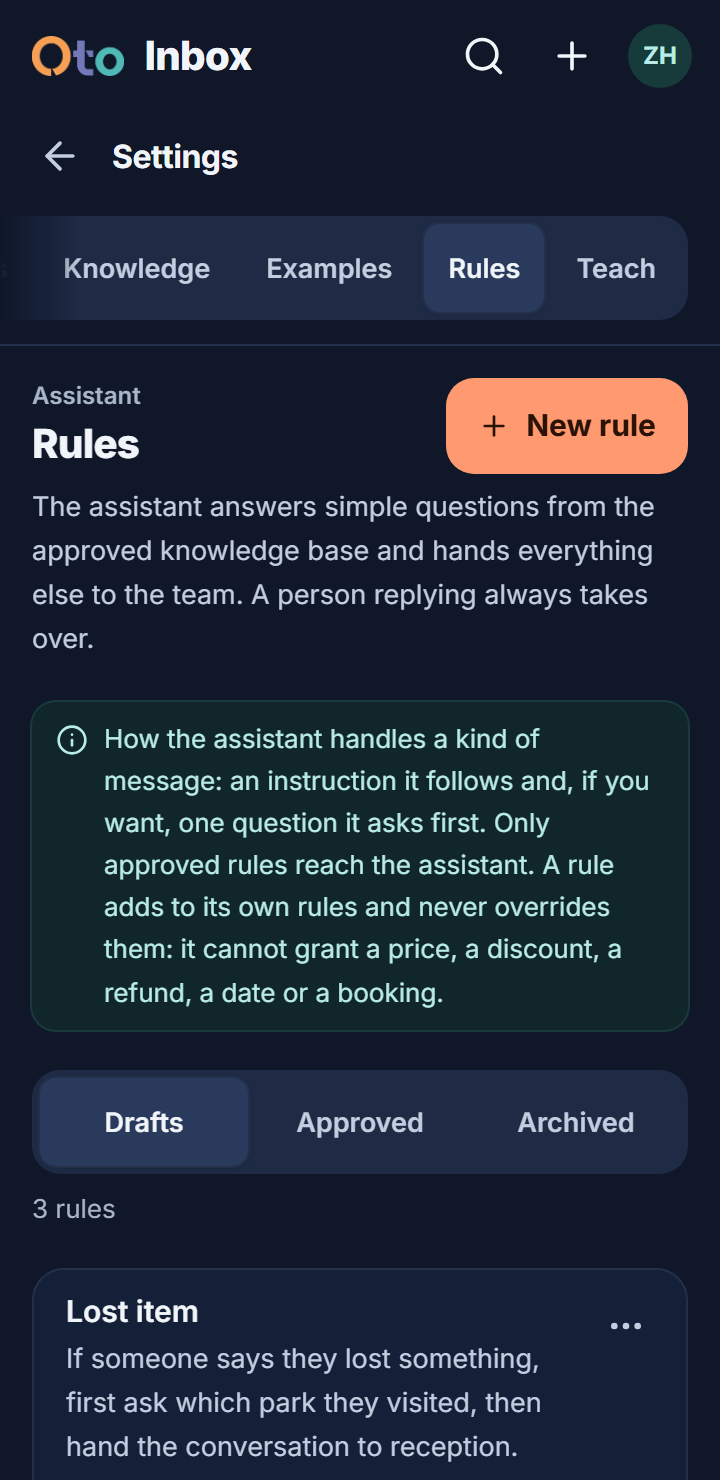 Oto Inbox ZH
Settings
Knowledge Examples Rules Teach
Assistant
Rules
New rule
The assistant answers simple questions from the
approved knowledge base and hands everything
else to the team. A person replying always takes
over.
How the assistant handles a kind of
message: an instruction it follows and, if you
want, one question it asks first. Only
approved rules reach the assistant. A rule
adds to its own rules and never overrides
them: it cannot grant a price, a discount, a
refund, a date or a booking.
Drafts Approved Archived
3 rules
Lost item
If someone says they lost something,
first ask which park they visited, then
hand the conversation to reception.